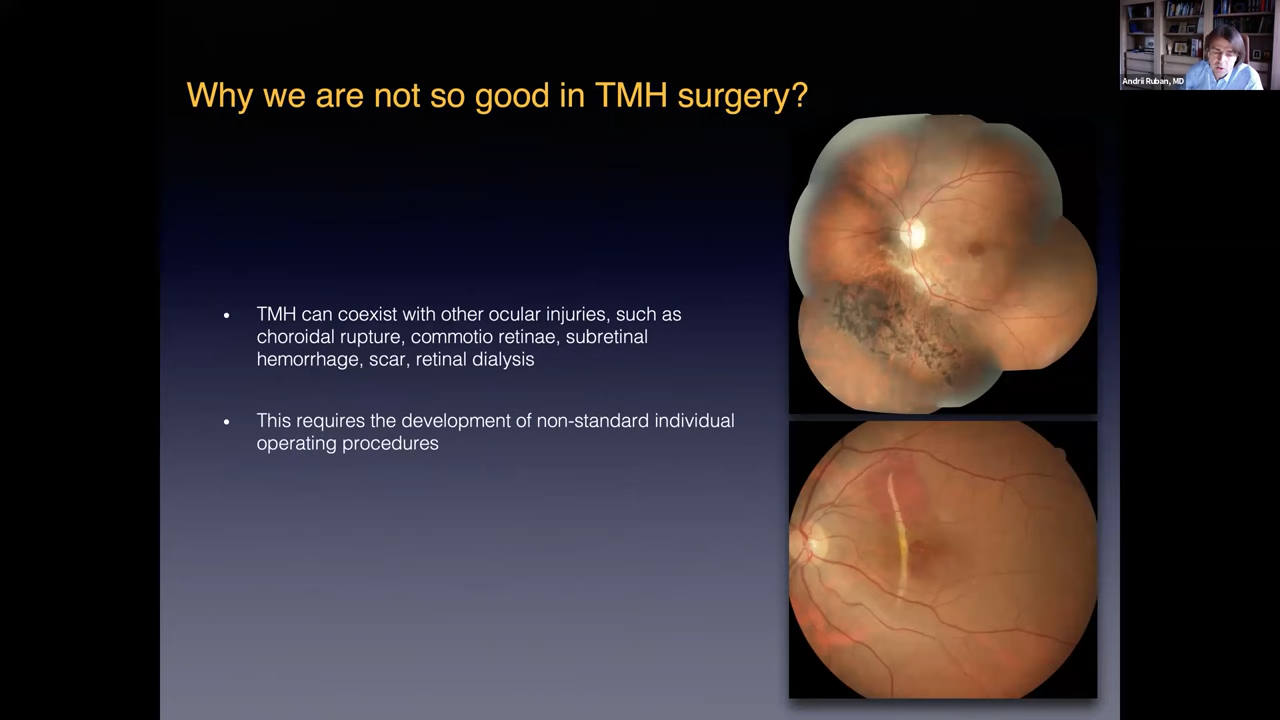 Andrii Ruban, MD
Why we are not so good in TMH surgery?
• TMH can coexist with other ocular injuries, such as
choroidal rupture, commotio retinae, subretinal
hemorrhage, scar, retinal dialysis
• This requires the development of non-standard individual
operating procedures